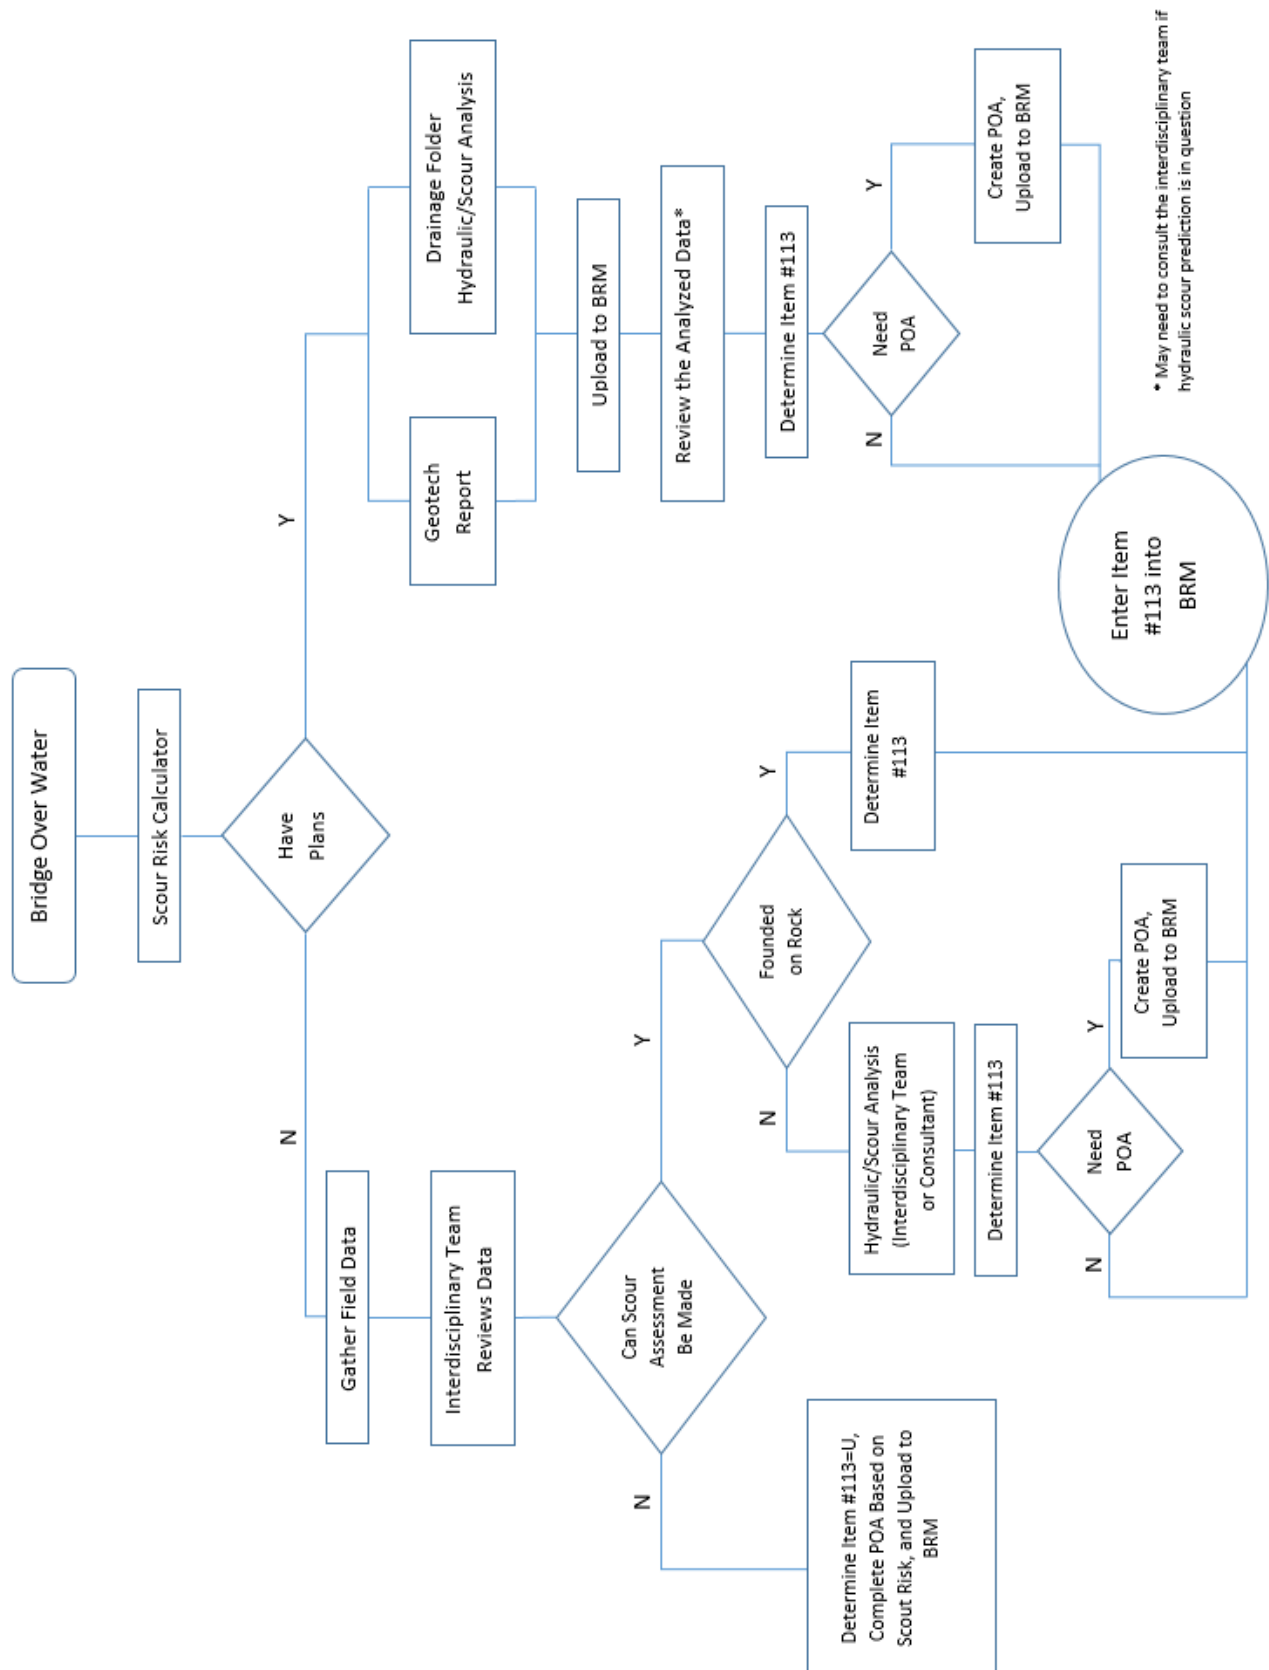 Bridge Over Water
Scour Risk Calculator
Have
Plans
N
Y
Gather Field Data
Interdisciplinary Team
Reviews Data
Can Scour
Assessment
Be Made
N
Y
Determine Item #113=U,
Complete POA Based on
Scout Risk, and Upload to
BRM
Founded
on Rock
N
Y
Hydraulic/Scour Analysis
(Interdisciplinary Team
or Consultant)
Determine Item #113
Need
POA
N
Y
Create POA,
Upload to BRM
Determine Item
#113
Geotech
Report
Drainage Folder
Hydraulic/Scour Analysis
Upload to BRM
Review the Analyzed Data*
Determine Item #113
Need
POA
N
Y
Create POA,
Upload to BRM
Enter Item
#113 into
BRM
* May need to consult the interdisciplinary team if
hydraulic scour prediction is in question